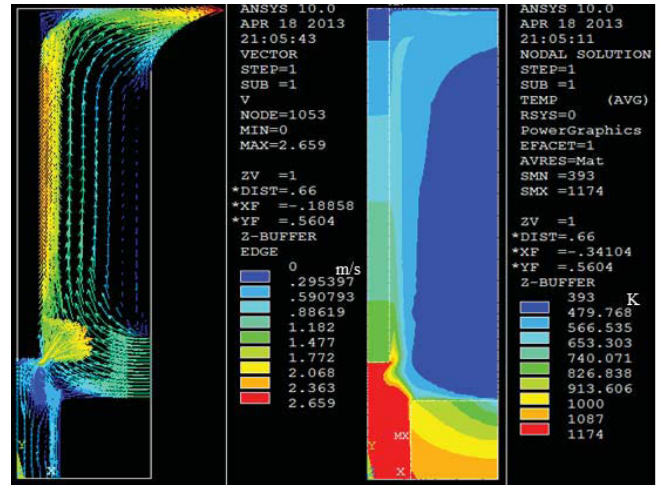 ANSYS 10.0
APR 18 2013
21:05:43
VECTOR
STEP=1
SUB =1
V
NODE=1053
MIN=0
MAX=2.659
ZV =1
*DIST=.66
*XF =-.18858
*YF =.5604
Z-BUFFER
EDGE
0 m/s
.295397
.590793
.88619
1.182
1.477
1.772
2.068
2.363
2.659
Y
X
ANSYS 10.0
APR 18 2013
21:05:11
NODAL SOLUTION
STEP=1
SUB =1
TEMP (AVG)
RSYS=0
PowerGraphics
EFACET=1
AVRES=Mat
SMN =393
SMX =1174
ZV =1
*DIST=.66
*XF =-.34104
*YF =.5604
Z-BUFFER
393 K
479.768
566.535
653.303
740.071
826.838
913.606
1000
1087
1174
MX
Y
X